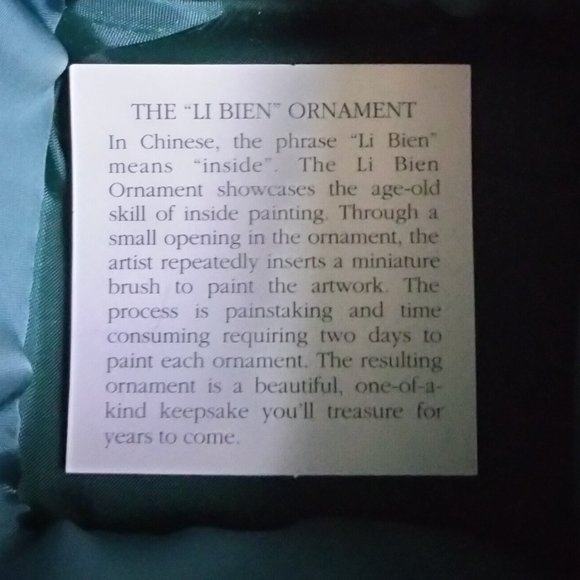 THE “LI BIEN” ORNAMENT
In Chinese, the phrase “Li Bien”
means “inside”. The Li Bien
Ornament showcases the age-old
skill of inside painting. Through a
small opening in the ornament, the
artist repeatedly inserts a miniature
brush to paint the artwork. The
process is painstaking and time
consuming requiring two days to
paint each ornament. The resulting
ornament is a beautiful, one-of-a-
kind keepsake you’ll treasure for
years to come.